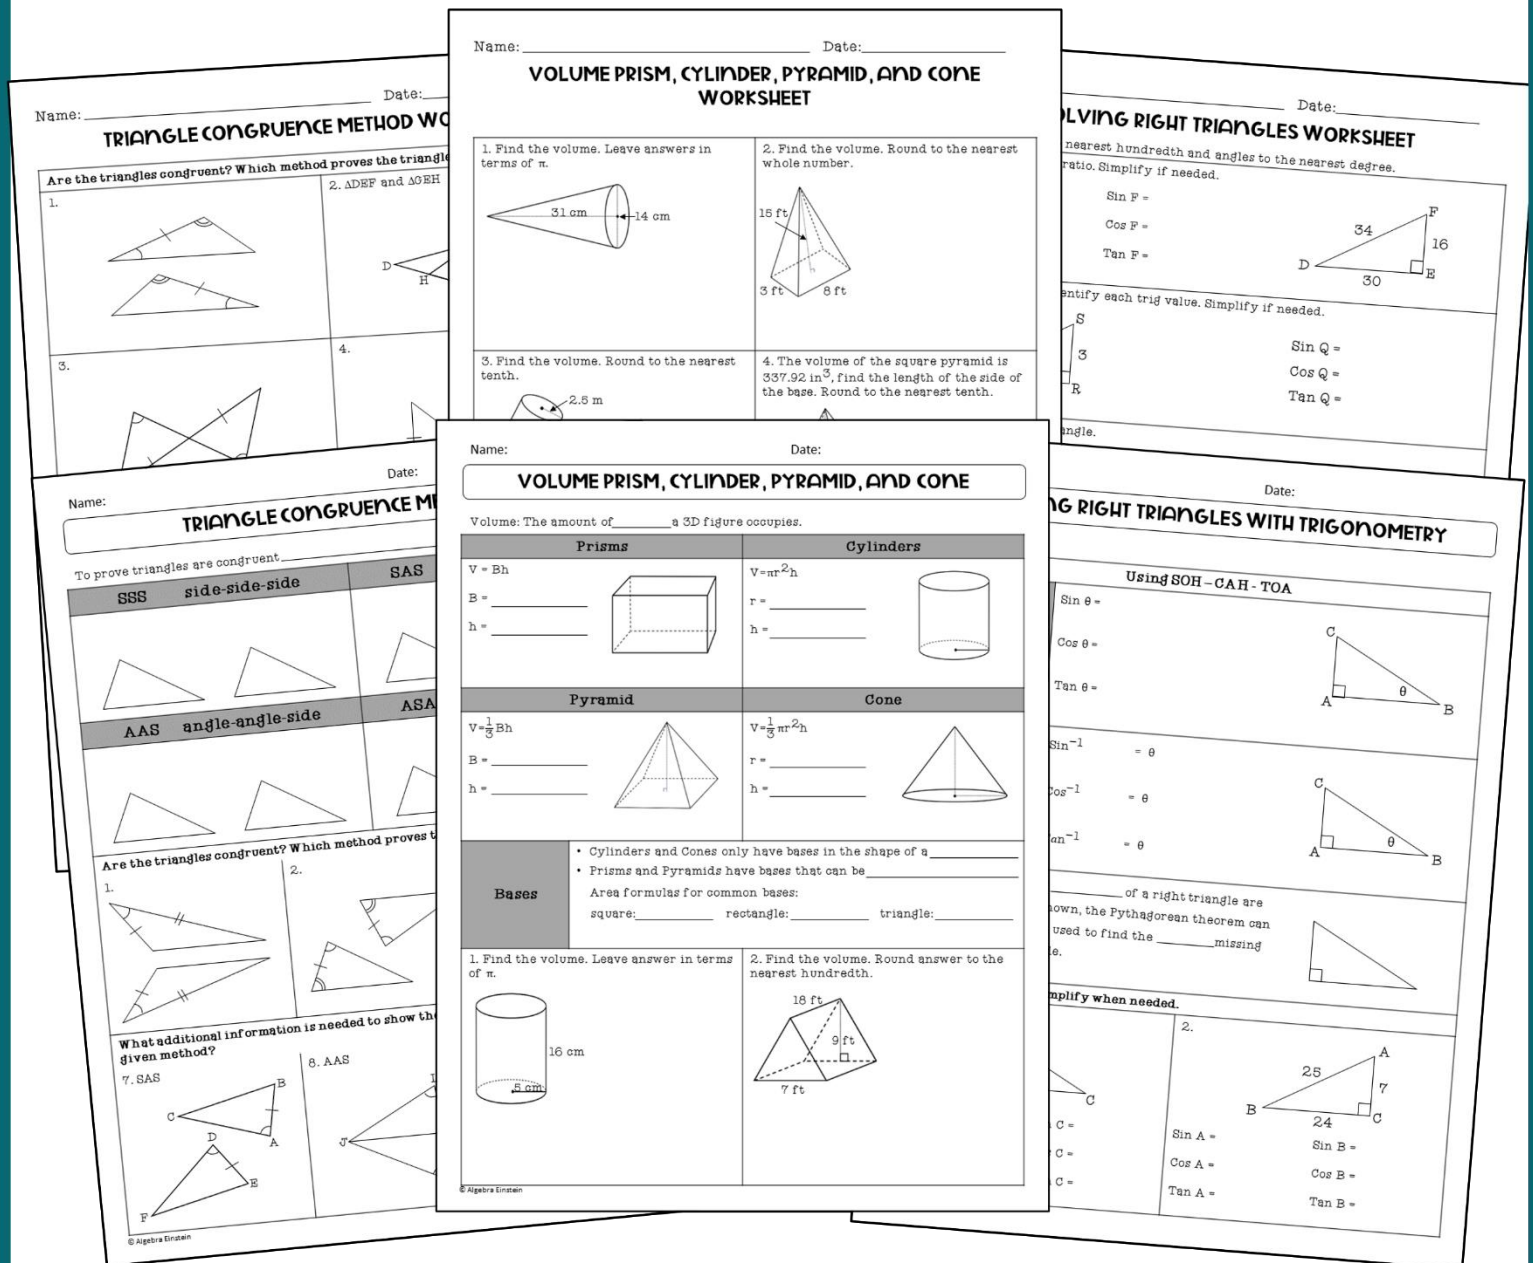 Name: Date:
TRIANGLE CONGRUENCE METHOD WO
Are the triangles congruent? Which method proves the triangle
1.
2. ΔDEF and ΔGEH
D
H
3.
4.
Name: Date:
VOLUME PRISM, CYLINDER, PYRAMID, AND CONE
WORKSHEET
1. Find the volume. Leave answers in
terms of π.
31 cm
14 cm
2. Find the volume. Round to the nearest
whole number.
15 ft
3 ft 8 ft
3. Find the volume. Round to the nearest
tenth.
2.5 m
4. The volume of the square pyramid is
337.92 in³, find the length of the side of
the base. Round to the nearest tenth.
Date:
OLVING RIGHT TRIANGLES WORKSHEET
nearest hundredth and angles to the nearest degree.
ratio. Simplify if needed.
Sin F =
Cos F =
Tan F =
F
34
16
D
E
30
entify each trig value. Simplify if needed.
S
3
R
Sin Q =
Cos Q =
Tan Q =
angle.
Name: Date:
TRIANGLE CONGRUENCE ME
To prove triangles are congruent
SSS side-side-side
SAS
AAS angle-angle-side
ASA
Are the triangles congruent? Which method proves t
1.
2.
What additional information is needed to show the
given method?
7. SAS
B
C
A
D
E
F
8. AAS
J
© Algebra Einstein
Name: Date:
VOLUME PRISM, CYLINDER, PYRAMID, AND CONE
Volume: The amount of ________ a 3D figure occupies.
Prisms
V = Bh
B =
h =
Cylinders
V=πr²h
r =
h =
Pyramid
V=1/3 Bh
B =
h =
Cone
V=1/3 πr²h
r =
h =
Bases
• Cylinders and Cones only have bases in the shape of a
• Prisms and Pyramids have bases that can be
Area formulas for common bases:
square: rectangle: triangle:
1. Find the volume. Leave answer in terms
of π.
16 cm
5 cm
2. Find the volume. Round answer to the
nearest hundredth.
18 ft
9 ft
7 ft
© Algebra Einstein
Date:
NG RIGHT TRIANGLES WITH TRIGONOMETRY
Using SOH – CAH - TOA
Sin θ =
Cos θ =
Tan θ =
C
A
θ
B
Sin⁻¹ = θ
Cos⁻¹ = θ
an⁻¹ = θ
C
A
θ
B
of a right triangle are
nown, the Pythagorean theorem can
used to find the ________ missing
le.
mplify when needed.
C
C =
C =
C =
2.
A
25
7
B
C
24
Sin A = Sin B =
Cos A = Cos B =
Tan A = Tan B =